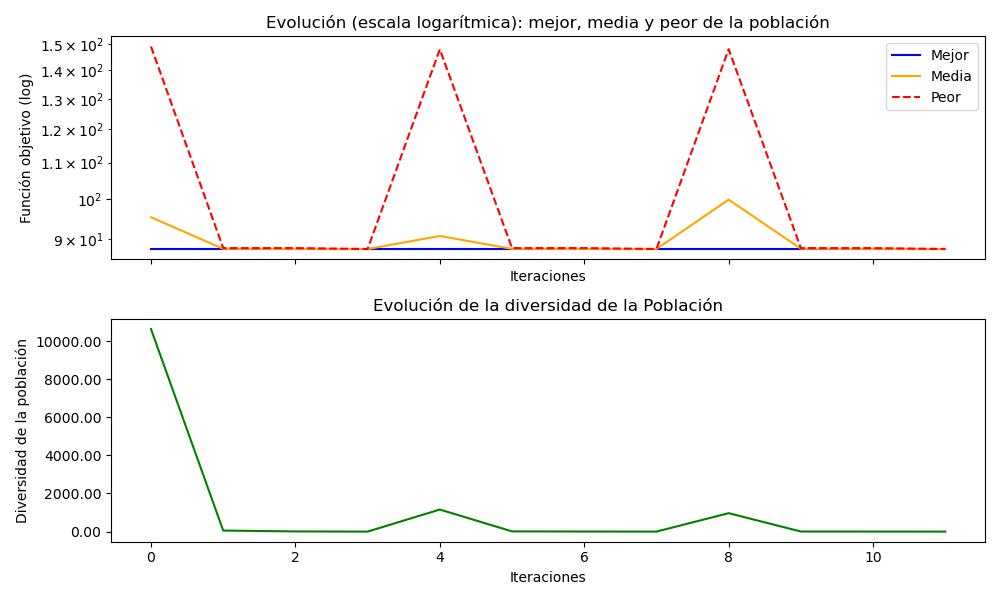 Evolución (escala logarítmica): mejor, media y peor de la población
Función objetivo (log)
1.5 × 10²
1.4 × 10²
1.3 × 10²
1.2 × 10²
1.1 × 10²
10²
9 × 10¹
Mejor
Media
Peor
Iteraciones
Evolución de la diversidad de la Población
Diversidad de la población
10000.00
8000.00
6000.00
4000.00
2000.00
0.00
0 2 4 6 8 10
Iteraciones